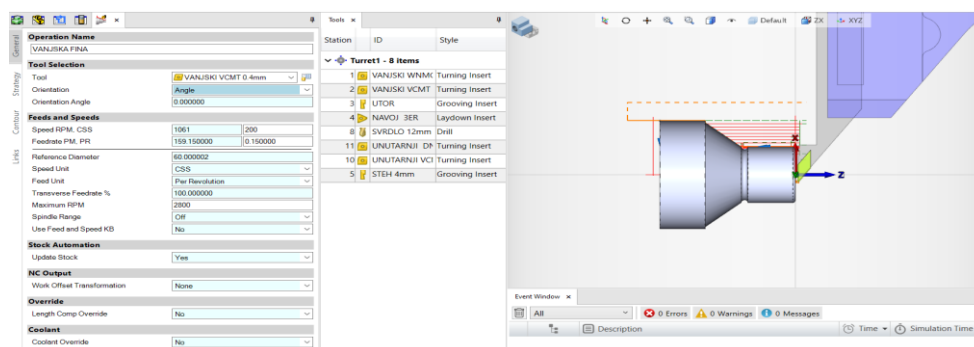 General
Strategy
Contour
Links
Operation Name
VANJSKA FINA
Tool Selection
Tool VANJSKI VCMT 0.4mm
Orientation Angle
Orientation Angle 0.000000
Feeds and Speeds
Speed RPM, CSS 1061 200
Feedrate PM, PR 159.150000 0.150000
Reference Diameter 60.000002
Speed Unit CSS
Feed Unit Per Revolution
Transverse Feedrate % 100.000000
Maximum RPM 2800
Spindle Range Off
Use Feed and Speed KB No
Stock Automation
Update Stock Yes
NC Output
Work Offset Transformation None
Override
Length Comp Override No
Coolant
Coolant Override No
Tools
Station ID Style
Turret1 - 8 items
1 VANJSKI WNMG Turning Insert
2 VANJSKI VCMT Turning Insert
3 UTOR Grooving Insert
4 NAVOJ 3ER Laydown Insert
8 SVRDLO 12mm Drill
11 UNUTARNJI DN Turning Insert
10 UNUTARNJI VCI Turning Insert
5 STEH 4mm Grooving Insert
Default ZX XYZ
X
Z
Event Window
All 0 Errors 0 Warnings 0 Messages
Description Time Simulation Time